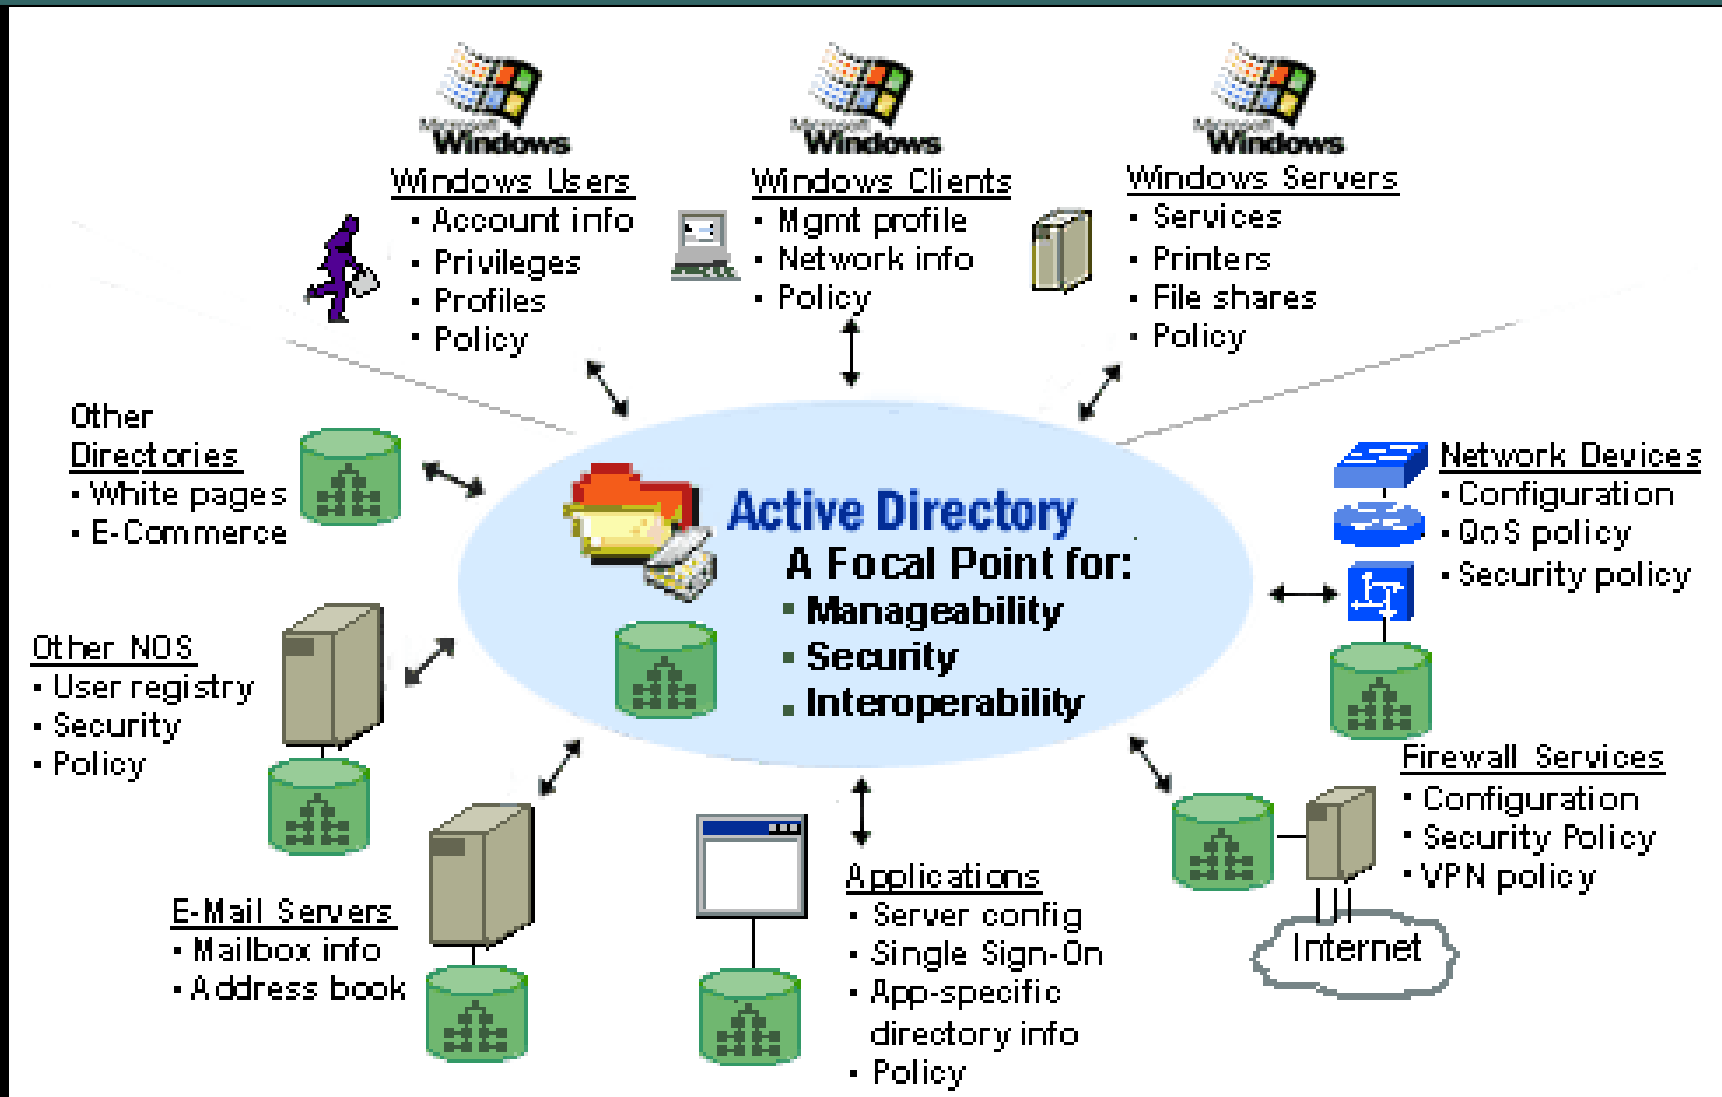 Microsoft
Windows
Windows Users
▪ Account info
▪ Privileges
▪ Profiles
▪ Policy
Microsoft
Windows
Windows Clients
▪ Mgmt profile
▪ Network info
▪ Policy
Microsoft
Windows
Windows Servers
▪ Services
▪ Printers
▪ File shares
▪ Policy
Other
Directories
▪ White pages
▪ E-Commerce
Active Directory
A Focal Point for:
▪ Manageability
▪ Security
▪ Interoperability
Network Devices
▪ Configuration
▪ QoS policy
▪ Security policy
Other NOS
▪ User registry
▪ Security
▪ Policy
Firewall Services
▪ Configuration
▪ Security Policy
▪ VPN policy
Internet
E-Mail Servers
▪ Mailbox info
▪ Address book
Applications
▪ Server config
▪ Single Sign-On
▪ App-specific
directory info
▪ Policy